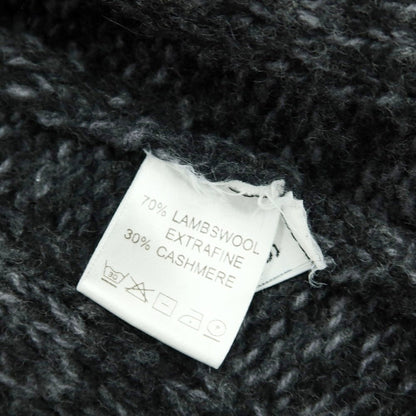 70% LAMBSWOOL
EXTRAFINE
30% CASHMERE